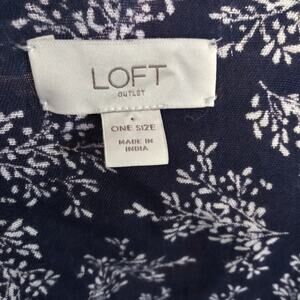 LOFT
OUTLET
ONE SIZE
MADE IN
INDIA